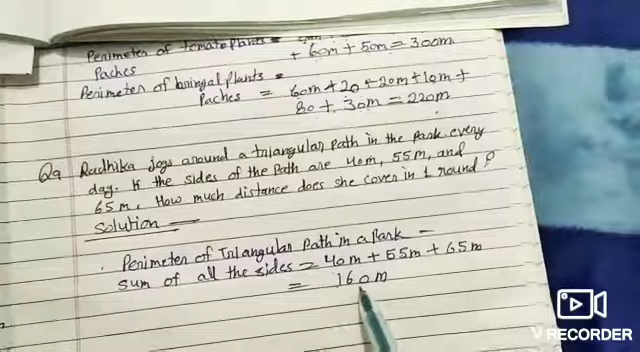 Perimeter of tomato plants =
Paches + 60m + 50m = 300m
Perimeter of bringal plants =
Paches = 60m + 20 + 20m + 10m +
80 + 30m = 220m
Q9 Radhika jogs around a triangular path in the park every
day. If the sides of the path are 40m, 55m, and
65m. How much distance does she cover in 1 round?
Solution
Perimeter of Triangular Path in a Park -
sum of all the sides = 40m + 55m + 65m
= 160m
V RECORDER